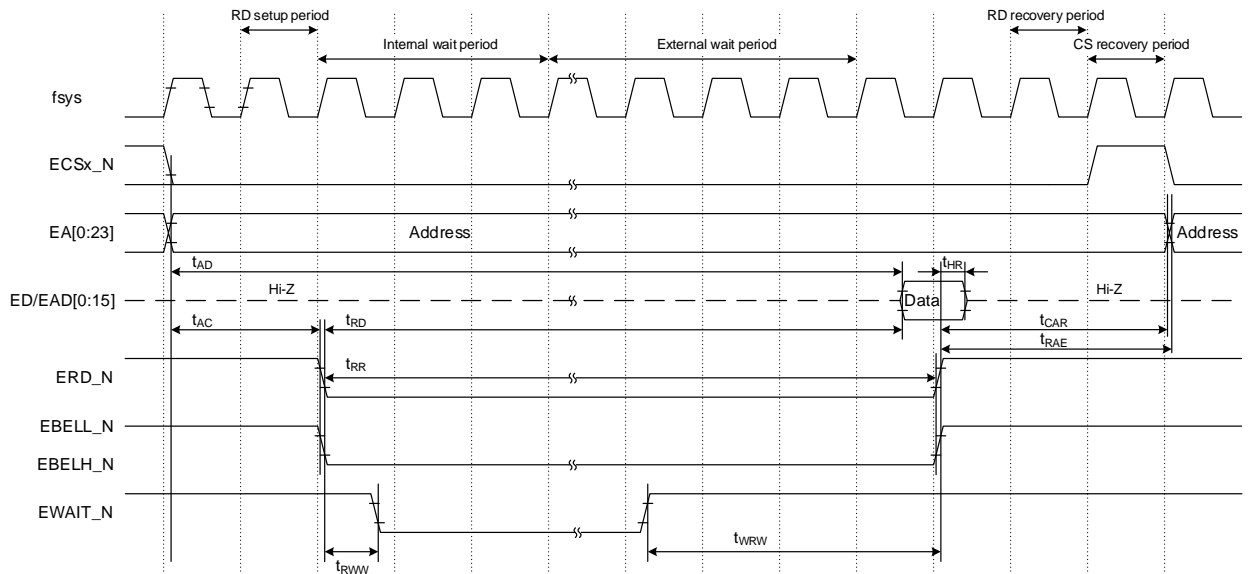 RD setup period
RD recovery period
Internal wait period
External wait period
CS recovery period
fsys
ECSx_N
EA[0:23]
Address
Address
tAD
tHR
ED/EAD[0:15]
Hi-Z
Data
Hi-Z
tAC
tRD
tCAR
tRAE
ERD_N
tRR
EBELL_N
EBELH_N
EWAIT_N
tWRW
tRWW